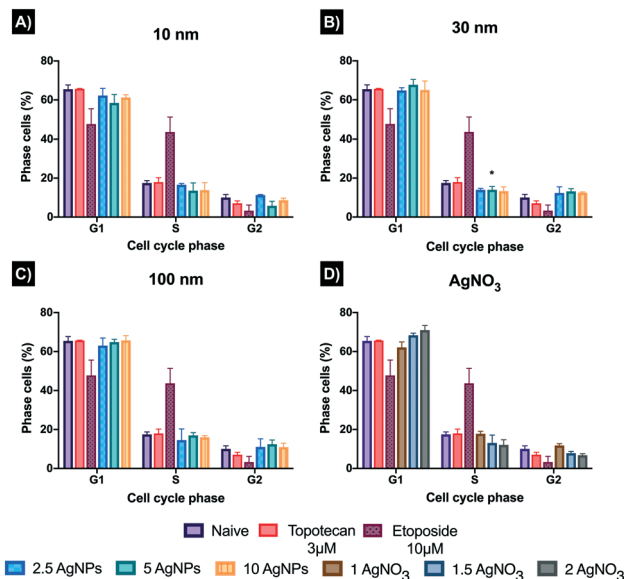 A)
10 nm
Phase cells (%)
80
60
40
20
0
G1 S G2
Cell cycle phase
B)
30 nm
Phase cells (%)
80
60
40
20
0
*
G1 S G2
Cell cycle phase
C)
100 nm
Phase cells (%)
80
60
40
20
0
G1 S G2
Cell cycle phase
D)
AgNO₃
Phase cells (%)
80
60
40
20
0
G1 S G2
Cell cycle phase
Naive Topotecan Etoposide
3μM 10μM
2.5 AgNPs 5 AgNPs 10 AgNPs 1 AgNO₃ 1.5 AgNO₃ 2 AgNO₃